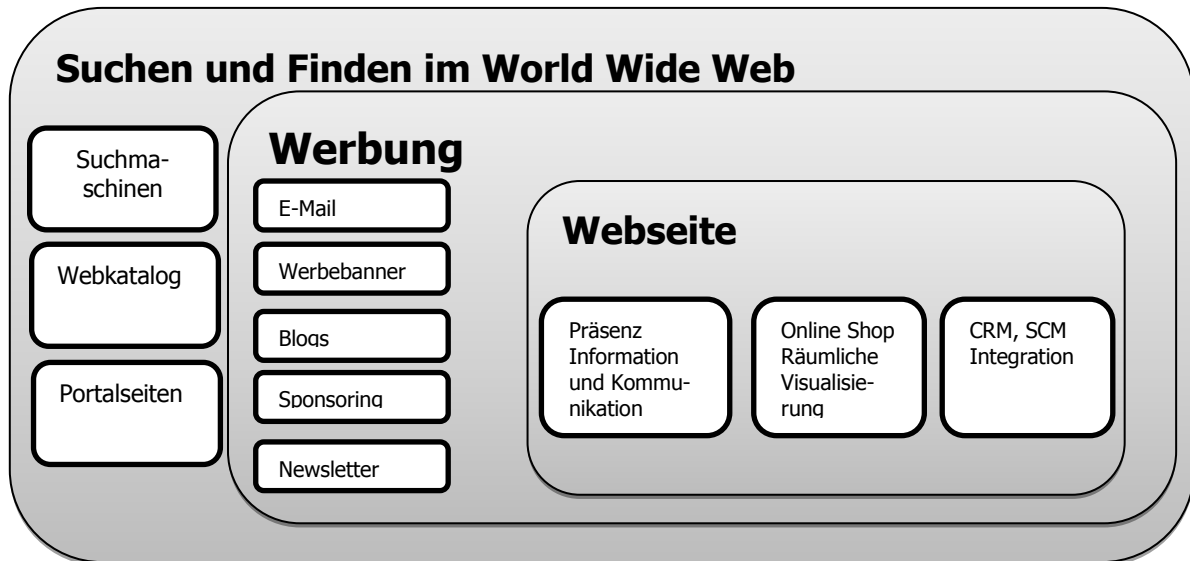 Suchen und Finden im World Wide Web
Suchma-
schinen
Webkatalog
Portalseiten
Werbung
E-Mail
Werbebanner
Blogs
Sponsoring
Newsletter
Webseite
Präsenz
Information
und Kommu-
nikation
Online Shop
Räumliche
Visualisie-
rung
CRM, SCM
Integration